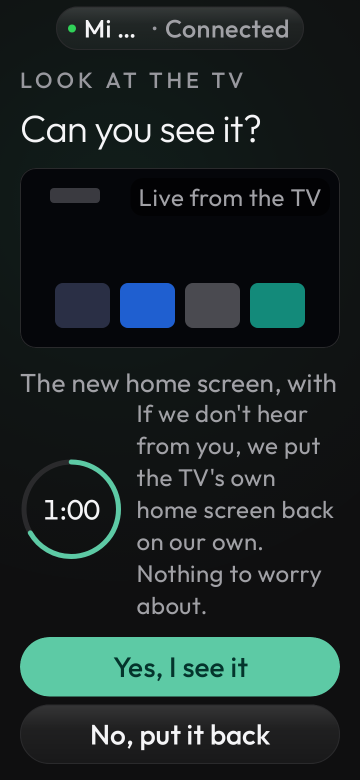 Mi ... · Connected
LOOK AT THE TV
Can you see it?
Live from the TV
The new home screen, with
If we don't hear
from you, we put
the TV's own
home screen back
on our own.
Nothing to worry
about.
1:00
Yes, I see it
No, put it back